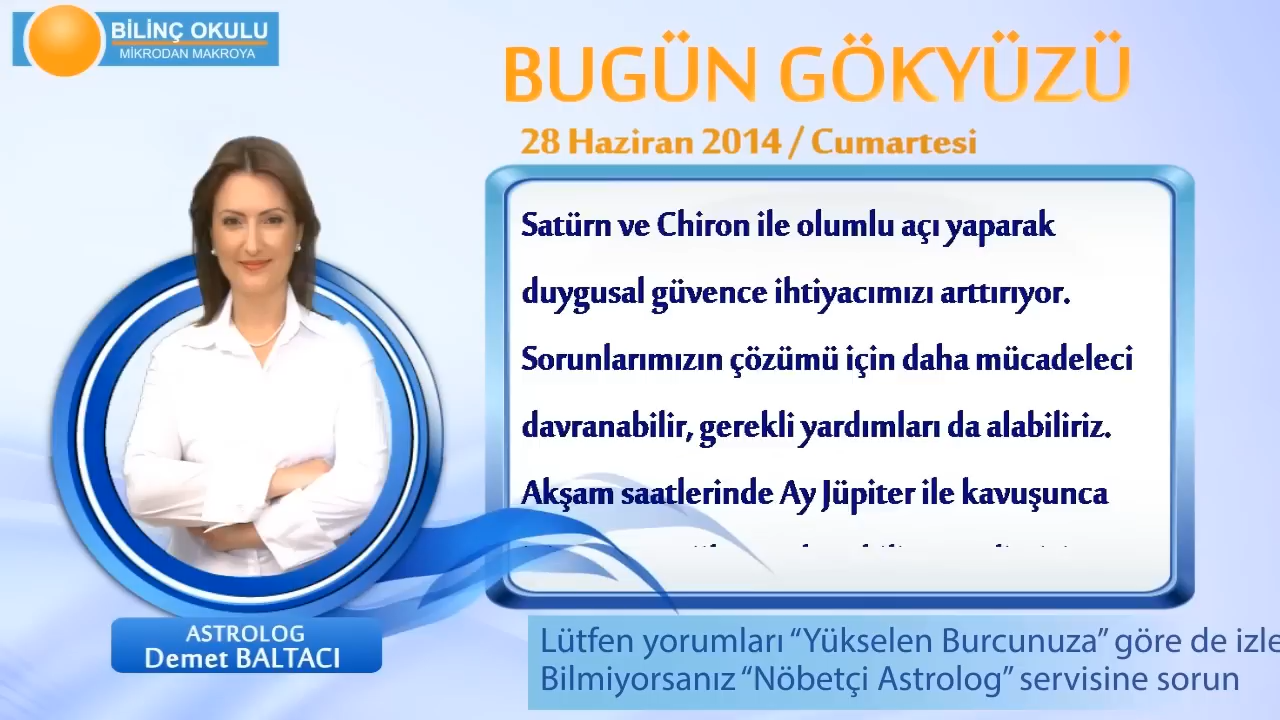 BİLİNÇ OKULU
MİKRODAN MAKROYA
BUGÜN GÖKYÜZÜ
28 Haziran 2014 / Cumartesi
Satürn ve Chiron ile olumlu açı yaparak
duygusal güvence ihtiyacımızı arttırıyor.
Sorunlarımızın çözümü için daha mücadeleci
davranabilir, gerekli yardımları da alabiliriz.
Akşam saatlerinde Ay Jüpiter ile kavuşunca
ASTROLOG
Demet BALTACI
Lütfen yorumları “Yükselen Burcunuza” göre de izle
Bilmiyorsanız “Nöbetçi Astrolog” servisine sorun